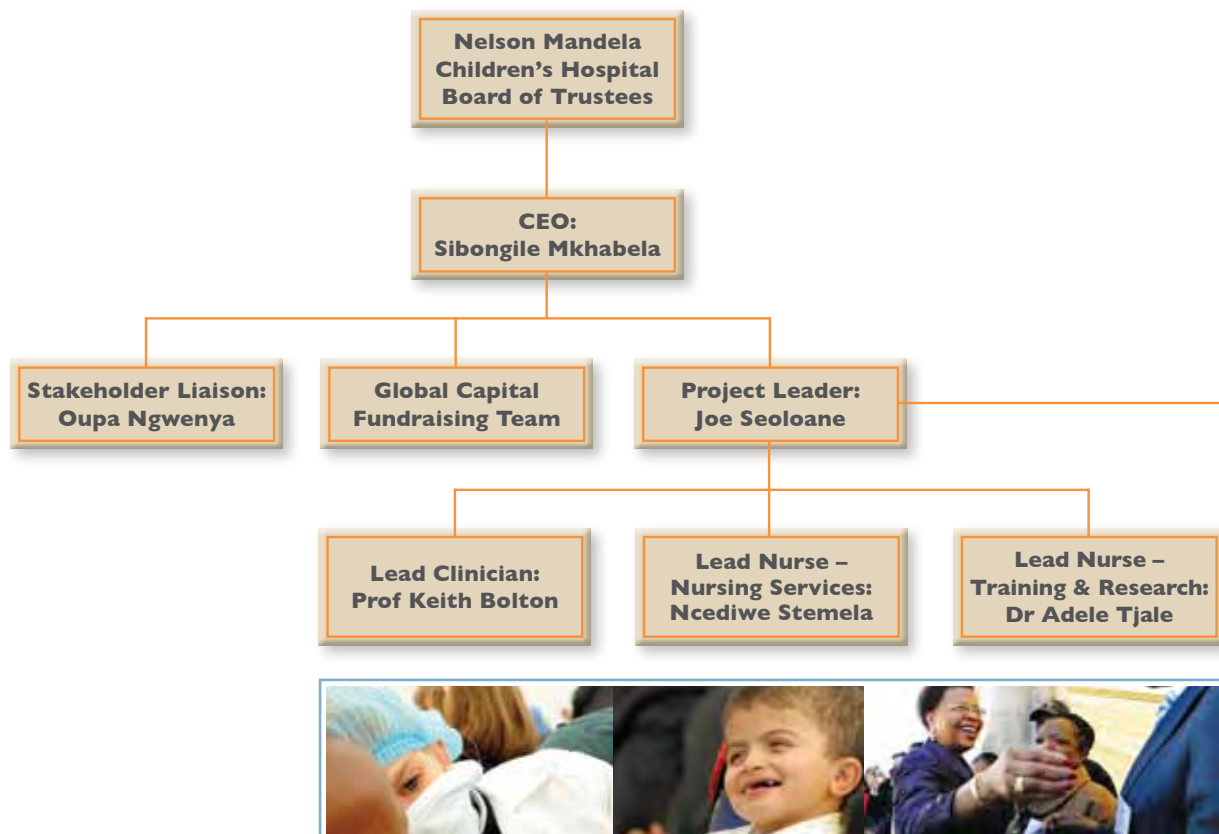 Nelson Mandela
Children’s Hospital
Board of Trustees
CEO:
Sibongile Mkhabela
Stakeholder Liaison:
Oupa Ngwenya
Global Capital
Fundraising Team
Project Leader:
Joe Seoloane
Lead Clinician:
Prof Keith Bolton
Lead Nurse –
Nursing Services:
Ncediwe Stemela
Lead Nurse –
Training & Research:
Dr Adele Tjale